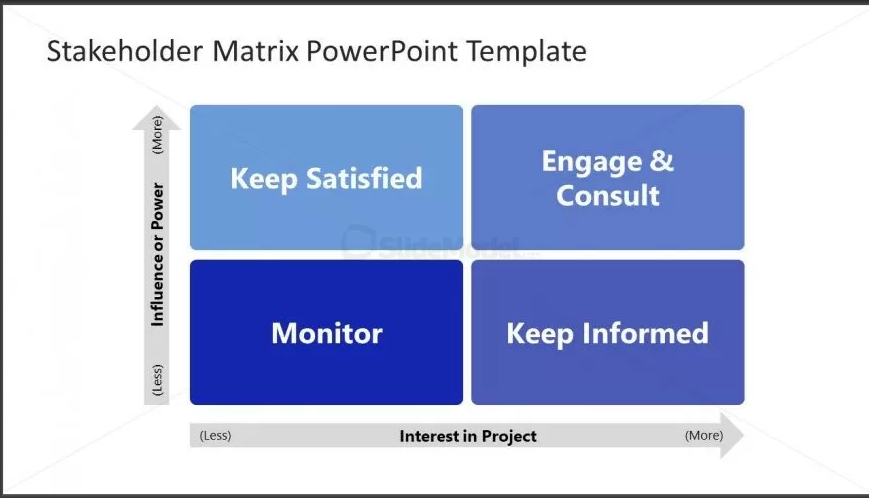 Stakeholder Matrix PowerPoint Template
(More)
Influence or Power
(Less)
Keep Satisfied
Engage &
Consult
SlideModel
Monitor
Keep Informed
(Less)
Interest in Project
(More)